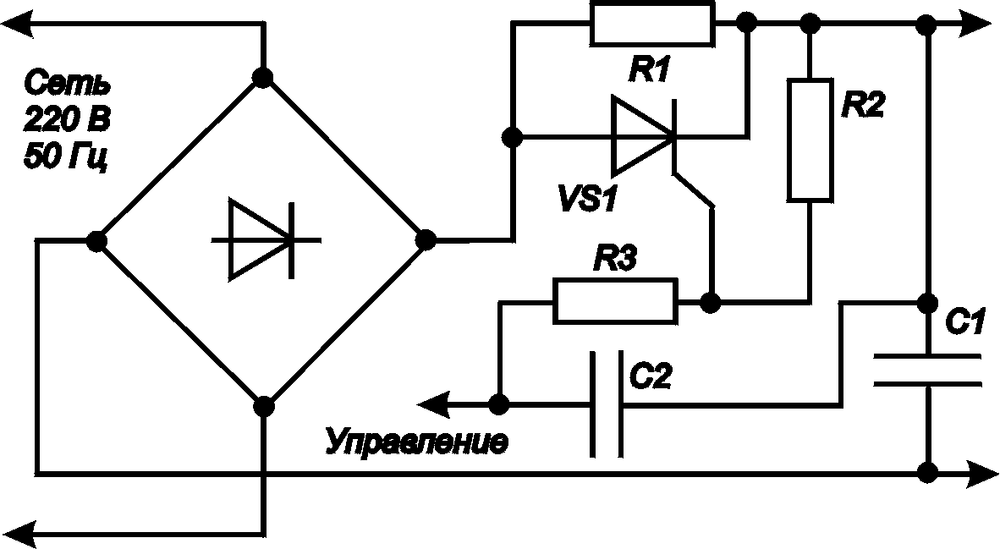 Сеть
220 В
50 Гц
R1
R2
VS1
R3
C1
C2
Управление